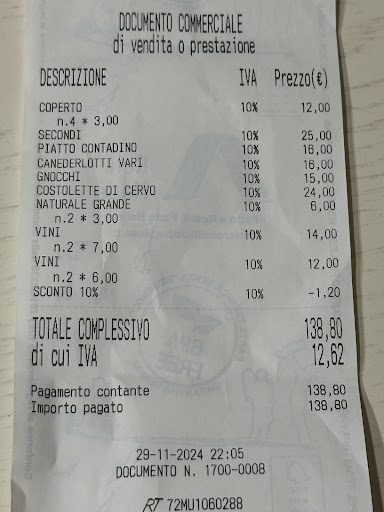 DOCUMENTO COMMERCIALE
di vendita o prestazione
DESCRIZIONE IVA Prezzo(€)
COPERTO 10% 12,00
n.4 * 3,00
SECONDI 10% 25,00
PIATTO CONTADINO 10% 16,00
CANEDERLOTTI VARI 10% 16,00
GNOCCHI 10% 15,00
COSTOLETTE DI CERVO 10% 24,00
NATURALE GRANDE 10% 6,00
n.2 * 3,00
VINI 10% 14,00
n.2 * 7,00
VINI 10% 12,00
n.2 * 6,00
SCONTO 10% 10% -1,20
TOTALE COMPLESSIVO 138,80
di cui IVA 12,62
Pagamento contante 138,80
Importo pagato 138,80
29-11-2024 22:05
DOCUMENTO N. 1700-0008
RT 72MU1060288